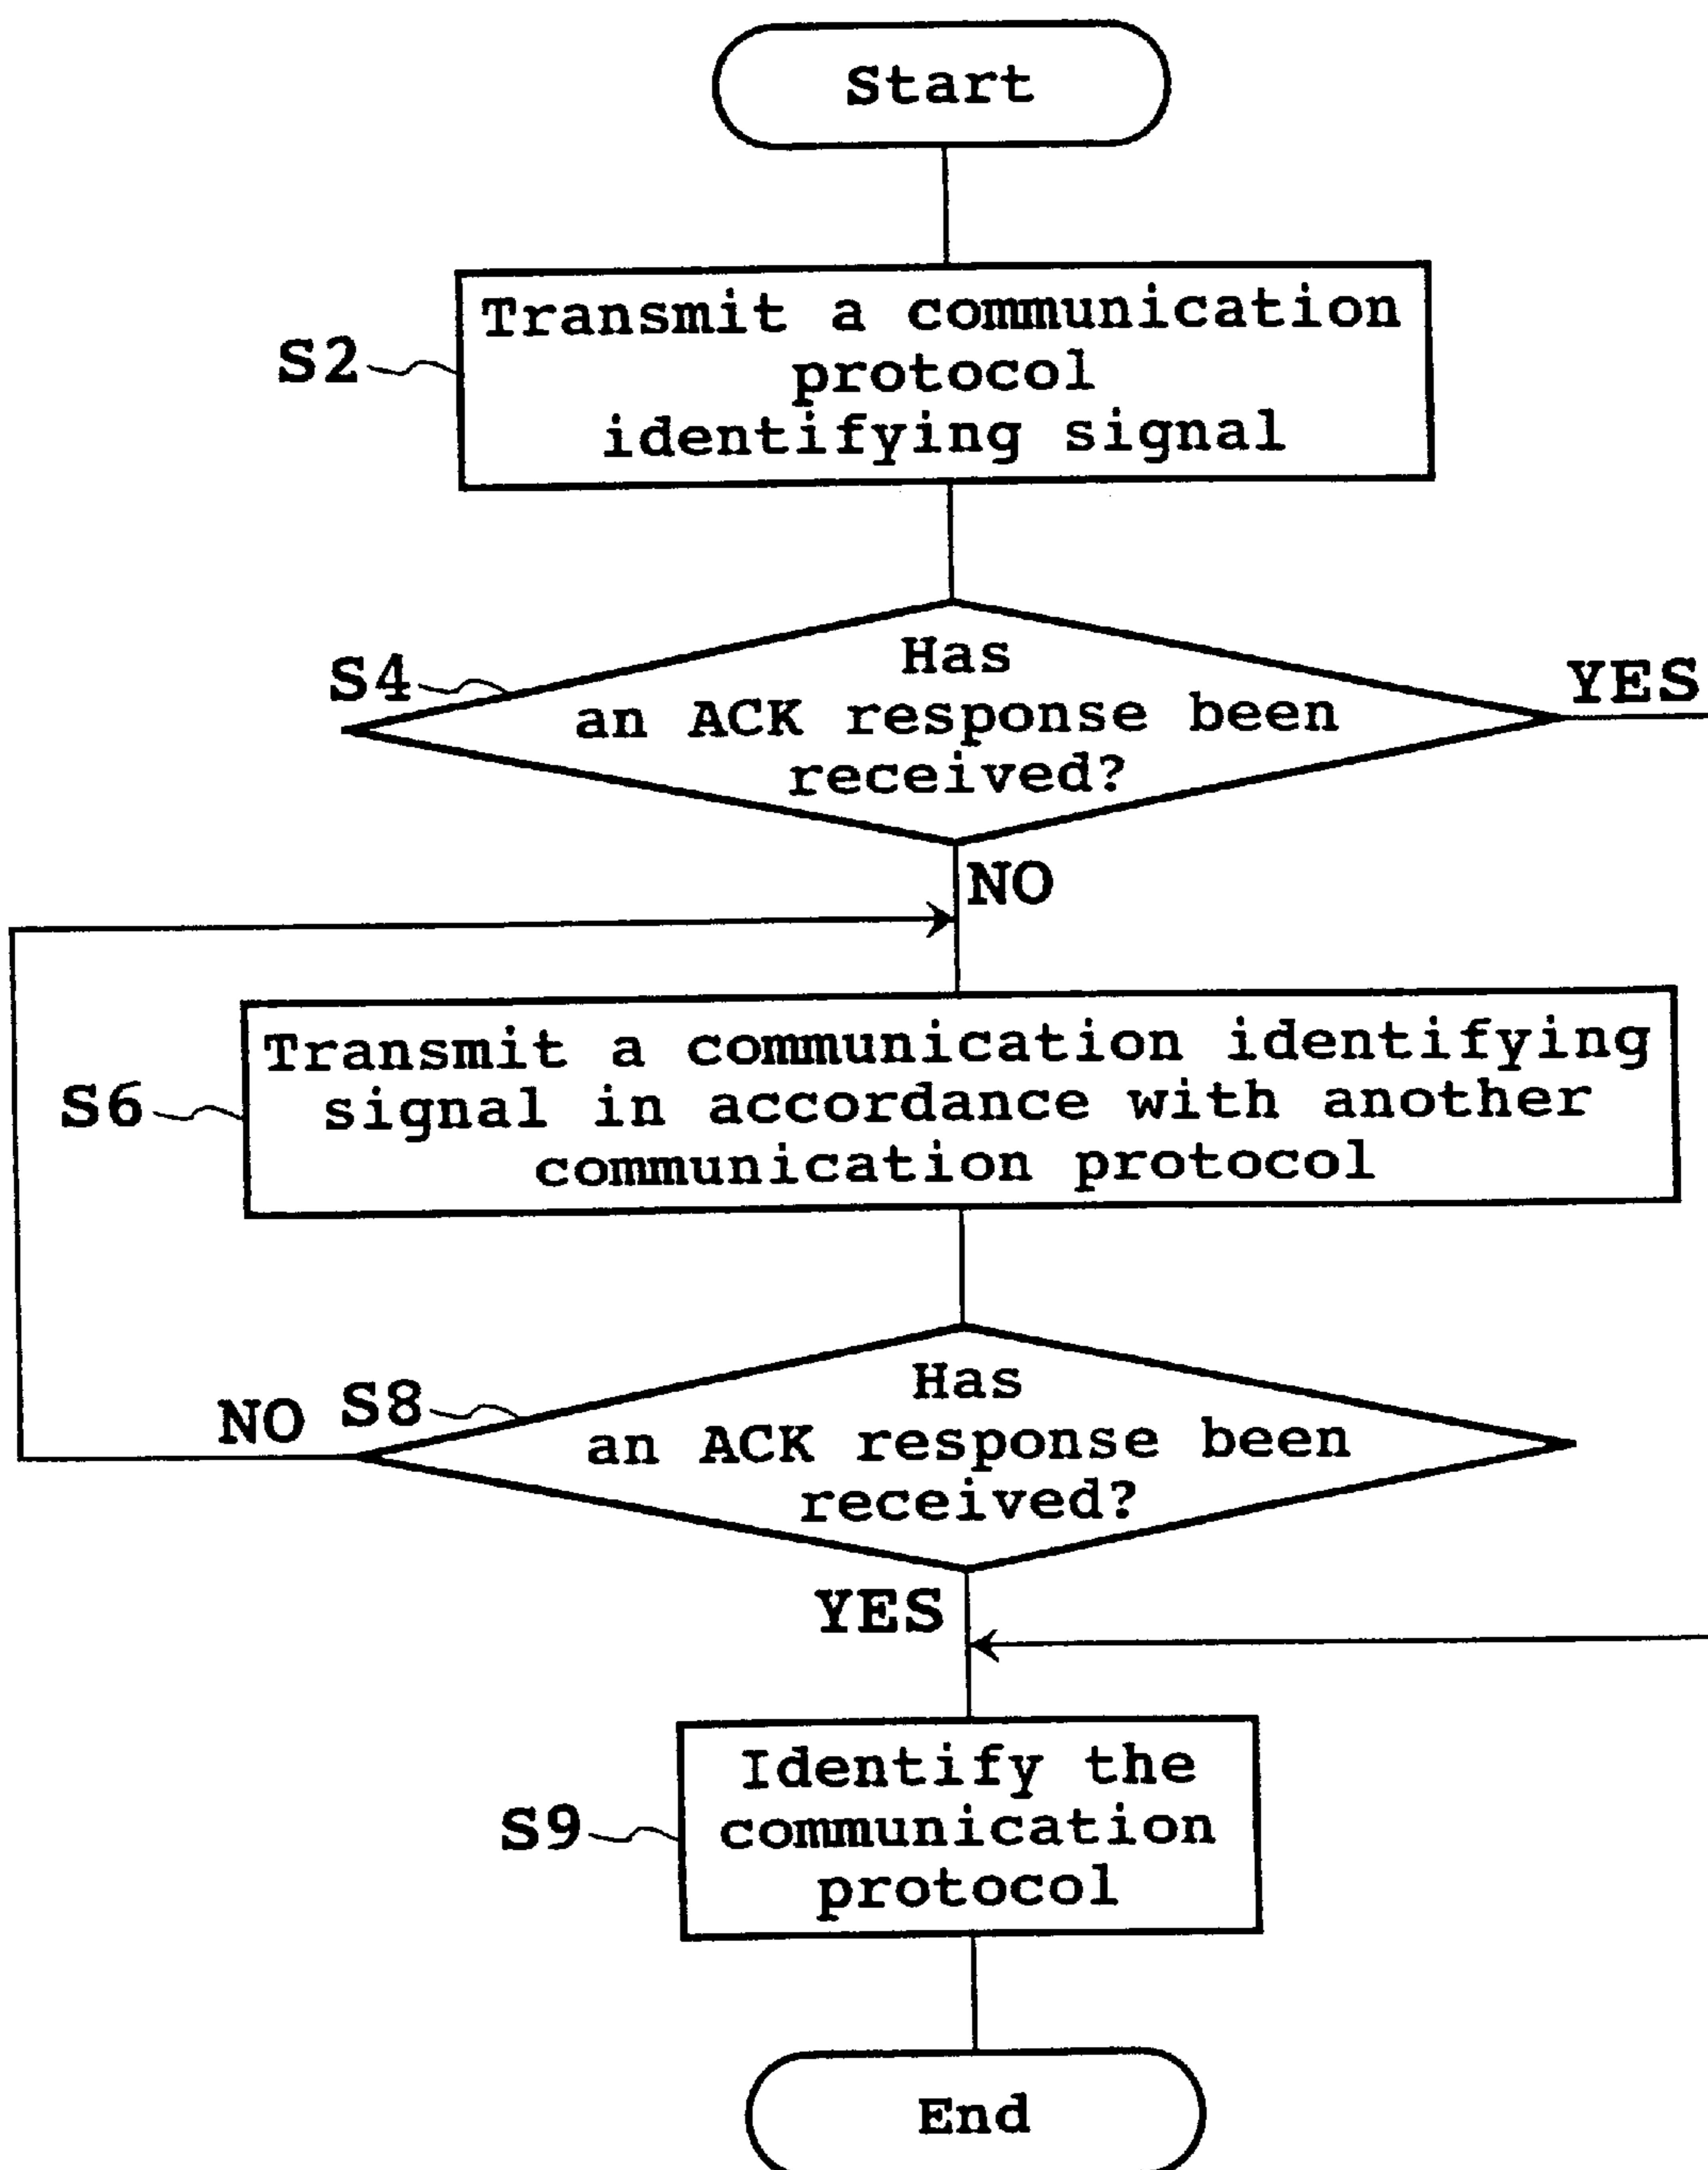 Start
S2
Transmit a communication
protocol
identifying signal
S4
Has
an ACK response been
received?
YES
NO
S6
Transmit a communication identifying
signal in accordance with another
communication protocol
NO
S8
Has
an ACK response been
received?
YES
S9
Identify the
communication
protocol
End